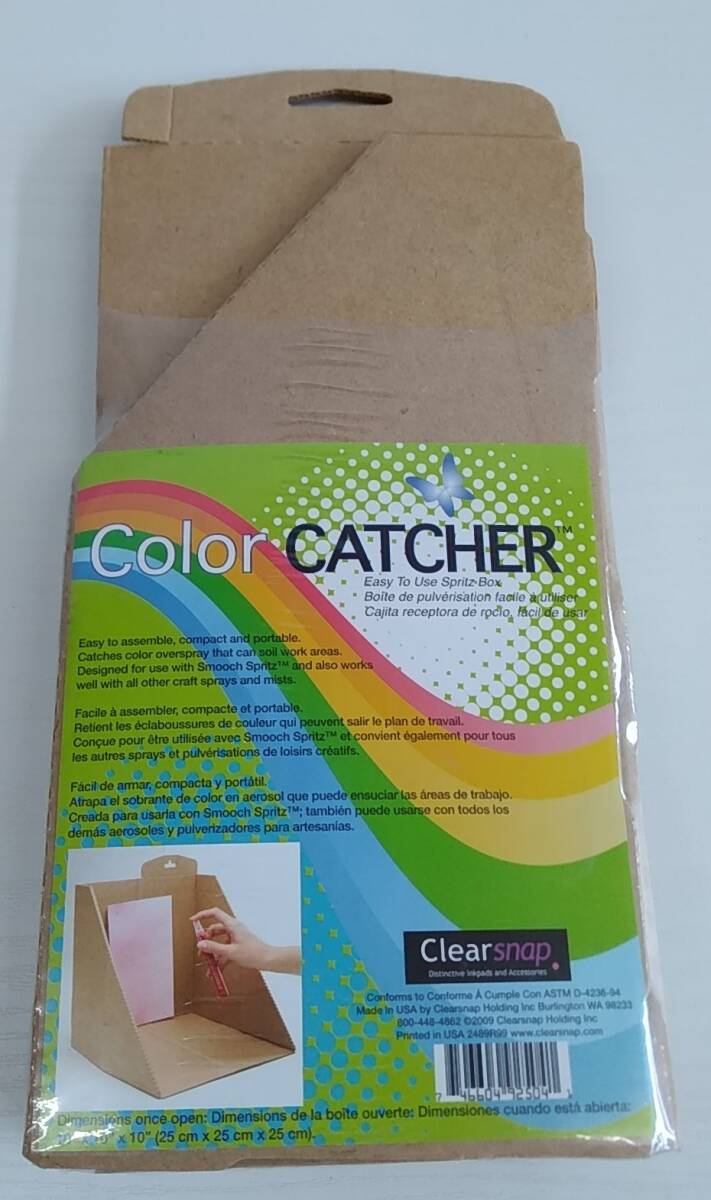 Color CATCHER™
Easy To Use Spritz Box
Boîte de pulvérisation facile à utiliser
Cajita receptora de rocío, fácil de usar
Easy to assemble, compact and portable.
Catches color overspray that can soil work areas.
Designed for use with Smooch Spritz™ and also works
well with all other craft sprays and mists.
Facile à assembler, compacte et portable.
Retient les éclaboussures de couleur qui peuvent salir le plan de travail.
Conçue pour être utilisée avec Smooch Spritz™ et convient également pour tous
les autres sprays et pulvérisations de loisirs créatifs.
Fácil de armar, compacta y portátil.
Atrapa el sobrante de color en aerosol que puede ensuciar las áreas de trabajo.
Creada para usarla con Smooch Spritz™; también puede usarse con todos los
demás aerosoles y pulverizadores para artesanías.
Clearsnap.
Distinctive Inkpads and Accessories
Conforms to Conforme À Cumple Con ASTM D-4236-94
Made in USA by Clearsnap Holding Inc Burlington WA 98233
800-448-4862 ©2009 Clearsnap Holding Inc
Printed in USA 2489R99 www.clearsnap.com
7 46604 92504 1
Dimensions once open: Dimensions de la boîte ouverte: Dimensiones cuando está abierta:
x 10" (25 cm x 25 cm x 25 cm).